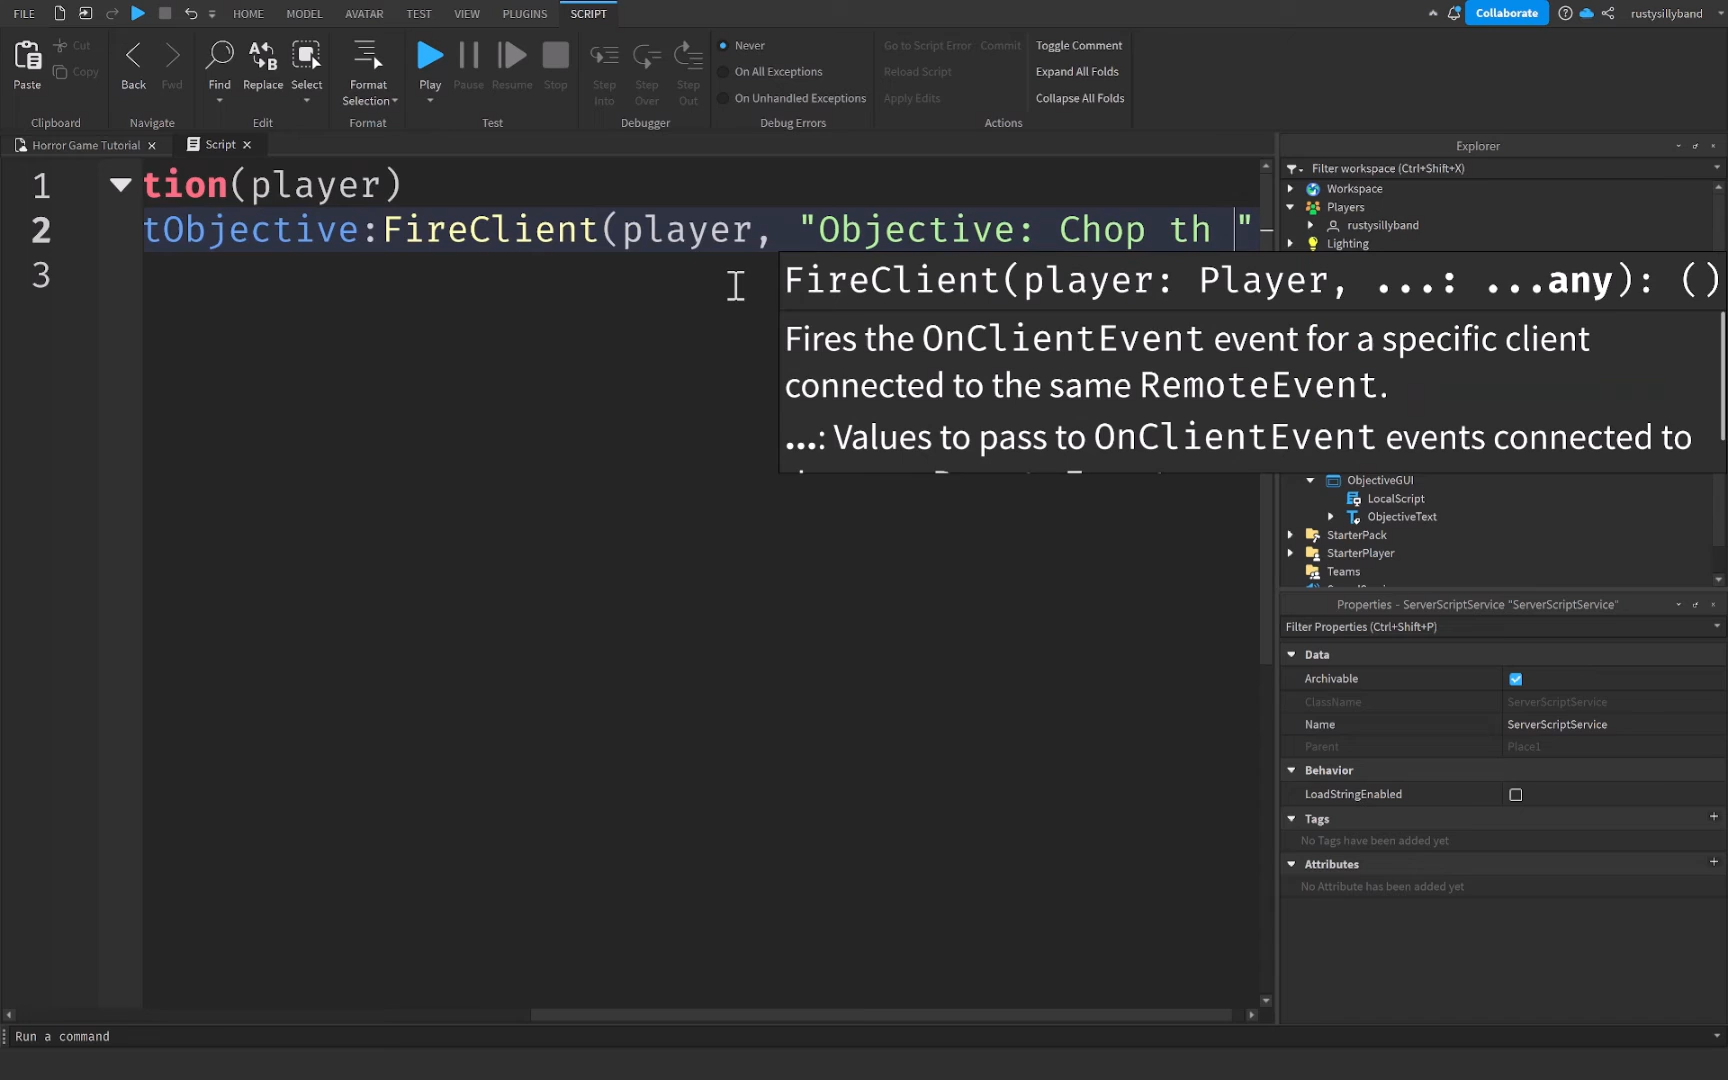 FILE HOME MODEL AVATAR TEST VIEW PLUGINS SCRIPT Collaborate rustysillyband
Paste Cut Copy Back Fwd Find Replace Select Format Selection Play Pause Resume Stop Step Into Step Over Step Out
Never Go to Script Error Commit Toggle Comment
On All Exceptions Reload Script Expand All Folds
On Unhandled Exceptions Apply Edits Collapse All Folds
Clipboard Navigate Edit Format Test Debugger Debug Errors Actions
Horror Game Tutorial Script Explorer
Filter workspace (Ctrl+Shift+X)
Workspace
Players
rustysillyband
Lighting
1 tion(player)
2 tObjective:FireClient(player, "Objective: Chop th "
3
FireClient(player: Player, ...: ...any): ()
Fires the OnClientEvent event for a specific client
connected to the same RemoteEvent.
...: Values to pass to OnClientEvent events connected to
ObjectiveGUI
LocalScript
ObjectiveText
StarterPack
StarterPlayer
Teams
Properties - ServerScriptService "ServerScriptService"
Filter Properties (Ctrl+Shift+P)
Data
Archivable
ClassName ServerScriptService
Name ServerScriptService
Parent Place1
Behavior
LoadStringEnabled
Tags
No Tags have been added yet
Attributes
No Attribute has been added yet
Run a command